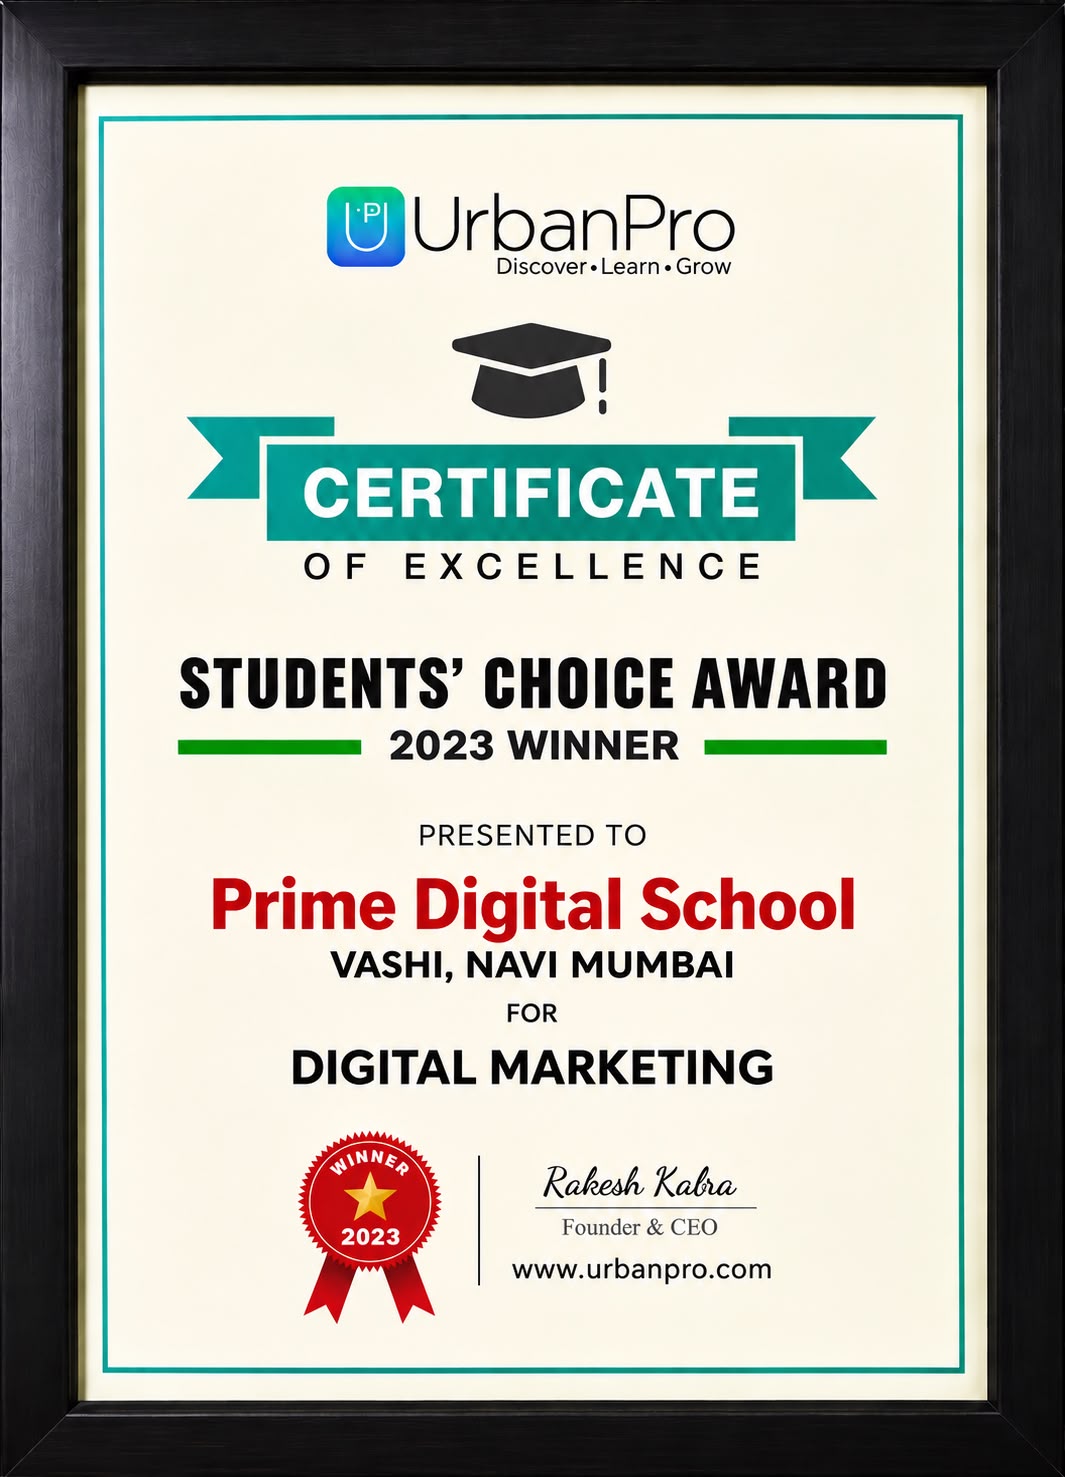 UP
UrbanPro
Discover•Learn•Grow
CERTIFICATE
OF EXCELLENCE
STUDENTS’ CHOICE AWARD
2023 WINNER
PRESENTED TO
Prime Digital School
VASHI, NAVI MUMBAI
FOR
DIGITAL MARKETING
WINNER
2023
Rakesh Kabra
Founder & CEO
www.urbanpro.com